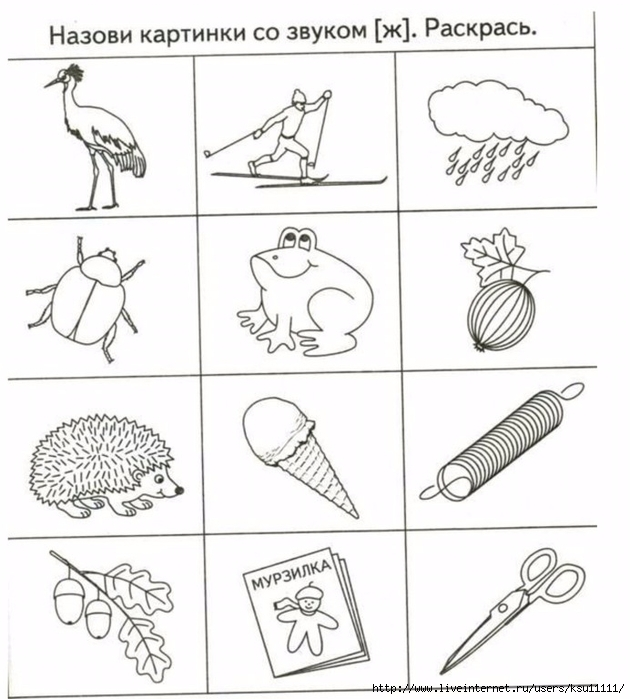 Назови картинки со звуком [ж]. Раскрась.
МУРЗИЛКА
http://www.liveinternet.ru/users/ksu11111/